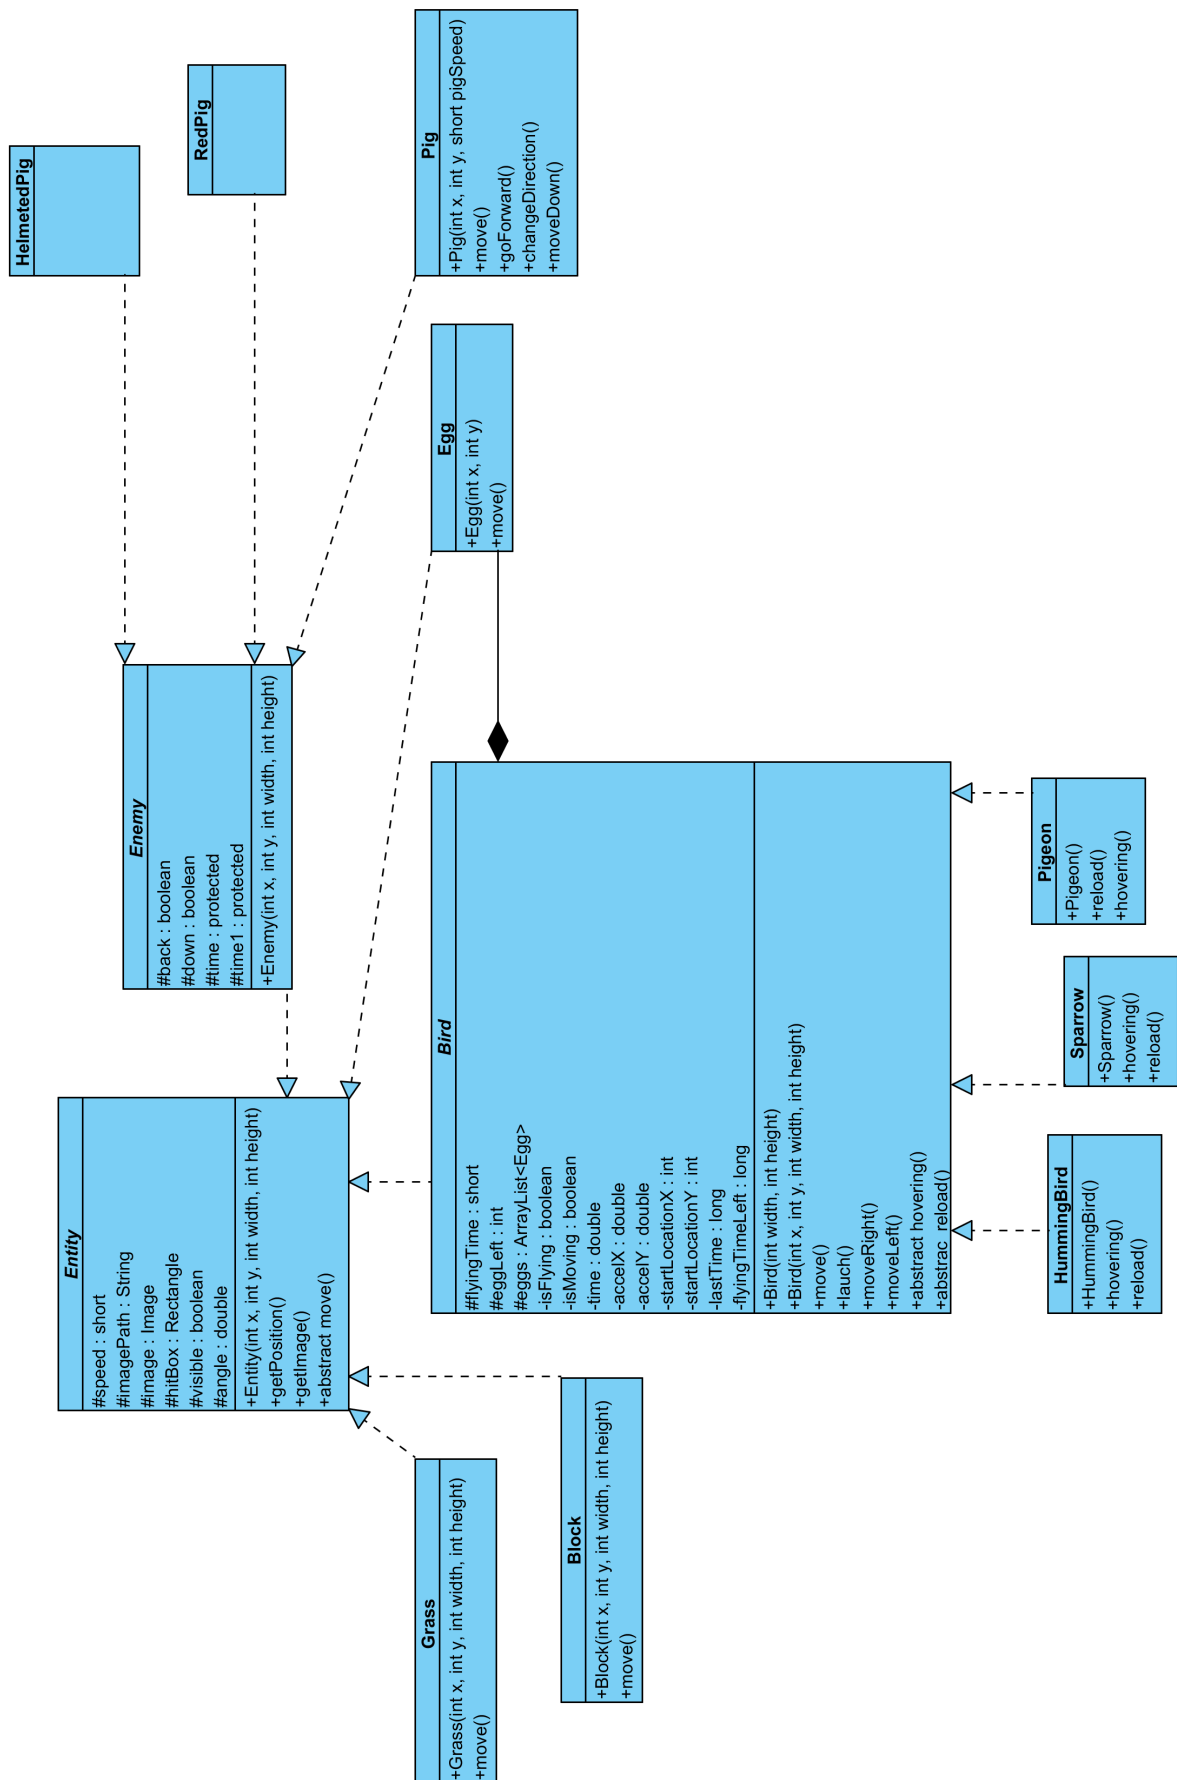 HelmetedPig
RedPig
Pig
+Pig(int x, int y, short pigSpeed)
+move()
+goForward()
+changeDirection()
+moveDown()
Enemy
#back : boolean
#down : boolean
#time : protected
#time1 : protected
+Enemy(int x, int y, int width, int height)
Egg
+Egg(int x, int y)
+move()
Entity
#speed : short
#imagePath : String
#image : Image
#hitBox : Rectangle
#visible : boolean
#angle : double
+Entity(int x, int y, int width, int height)
+getPosition()
+getImage()
+abstract move()
Bird
#flyingTime : short
#eggLeft : int
#eggs : ArrayList<Egg>
-isFlying : boolean
-isMoving : boolean
-time : double
-accelX : double
-accelY : double
-startLocationX : int
-startLocationY : int
-lastTime : long
-flyingTimeLeft : long
+Bird(int width, int height)
+Bird(int x, int y, int width, int height)
+move()
+lauch()
+moveRight()
+moveLeft()
+abstract hovering()
+abstrac  reload()
Grass
+Grass(int x, int y, int width, int height)
+move()
Block
+Block(int x, int y, int width, int height)
+move()
HummingBird
+HummingBird()
+hovering()
+reload()
Sparrow
+Sparrow()
+hovering()
+reload()
Pigeon
+Pigeon()
+reload()
+hovering()